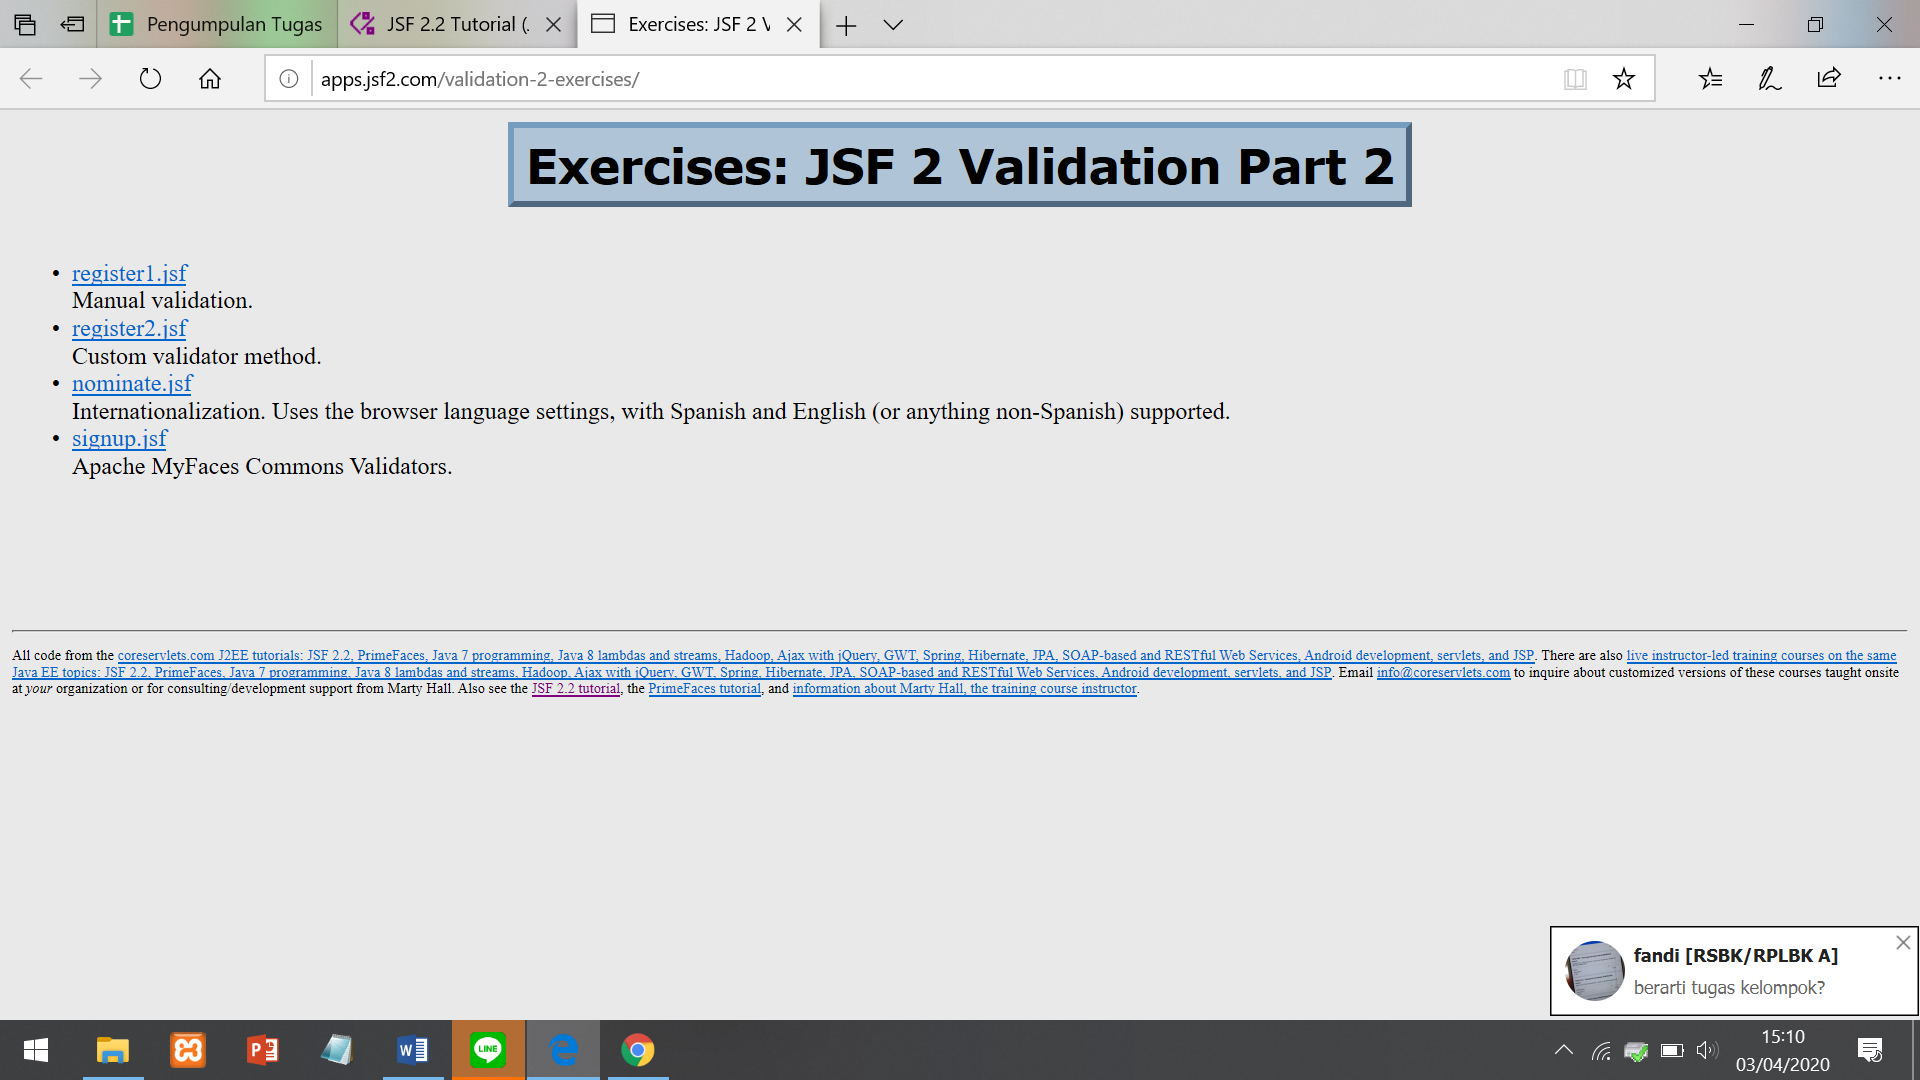 Pengumpulan Tugas
JSF 2.2 Tutorial (.
Exercises: JSF 2 V
apps.jsf2.com/validation-2-exercises/
Exercises: JSF 2 Validation Part 2
• register1.jsf
Manual validation.
• register2.jsf
Custom validator method.
• nominate.jsf
Internationalization. Uses the browser language settings, with Spanish and English (or anything non-Spanish) supported.
• signup.jsf
Apache MyFaces Commons Validators.
All code from the coreservlets.com J2EE tutorials: JSF 2.2, PrimeFaces, Java 7 programming, Java 8 lambdas and streams, Hadoop, Ajax with jQuery, GWT, Spring, Hibernate, JPA, SOAP-based and RESTful Web Services, Android development, servlets, and JSP. There are also live instructor-led training courses on the same
Java EE topics: JSF 2.2, PrimeFaces, Java 7 programming, Java 8 lambdas and streams, Hadoop, Ajax with jQuery, GWT, Spring, Hibernate, JPA, SOAP-based and RESTful Web Services, Android development, servlets, and JSP. Email info@coreservlets.com to inquire about customized versions of these courses taught onsite
at your organization or for consulting/development support from Marty Hall. Also see the JSF 2.2 tutorial, the PrimeFaces tutorial, and information about Marty Hall, the training course instructor.
fandi [RSBK/RPLBK A]
berarti tugas kelompok?
LINE
15:10
03/04/2020